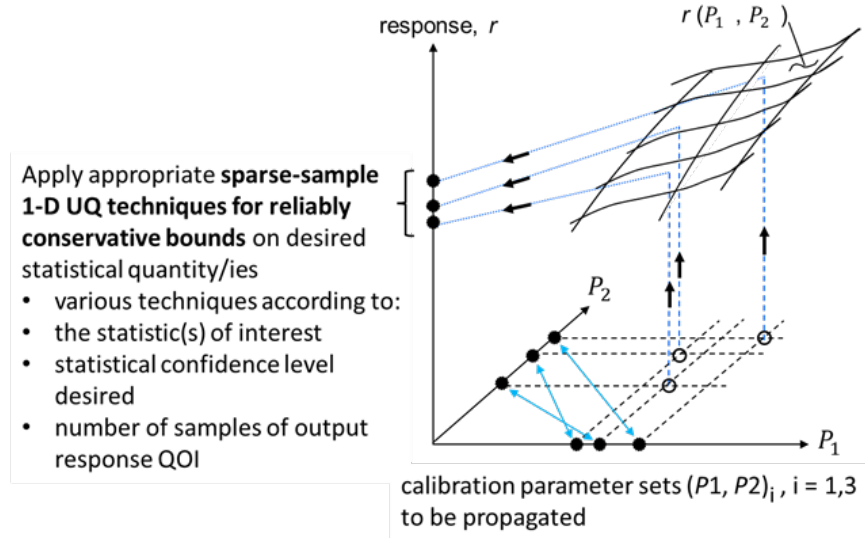 response, r
r (P1 , P2 )
Apply appropriate sparse-sample
1-D UQ techniques for reliably
conservative bounds on desired
statistical quantity/ies
• various techniques according to:
• the statistic(s) of interest
• statistical confidence level
desired
• number of samples of output
response QOI
P2
P1
calibration parameter sets (P1, P2)i , i = 1,3
to be propagated